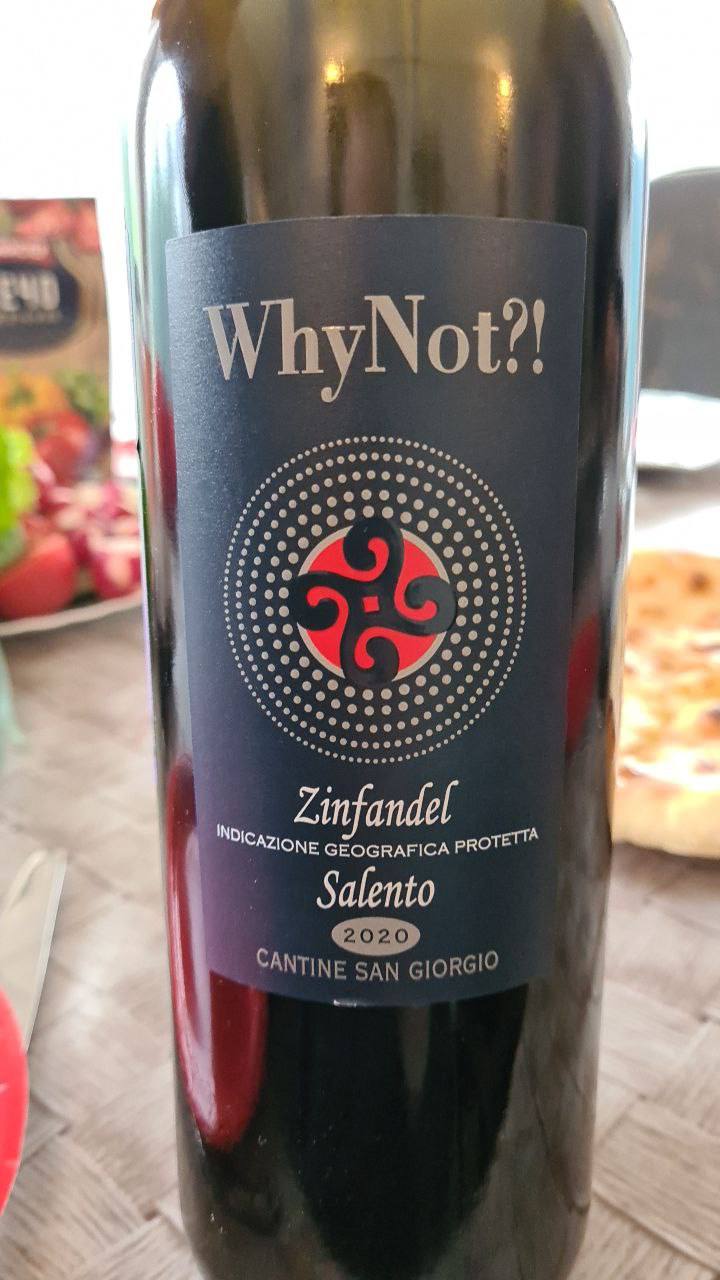 WhyNot?!
Zinfandel
INDICAZIONE GEOGRAFICA PROTETTA
Salento
2020
CANTINE SAN GIORGIO